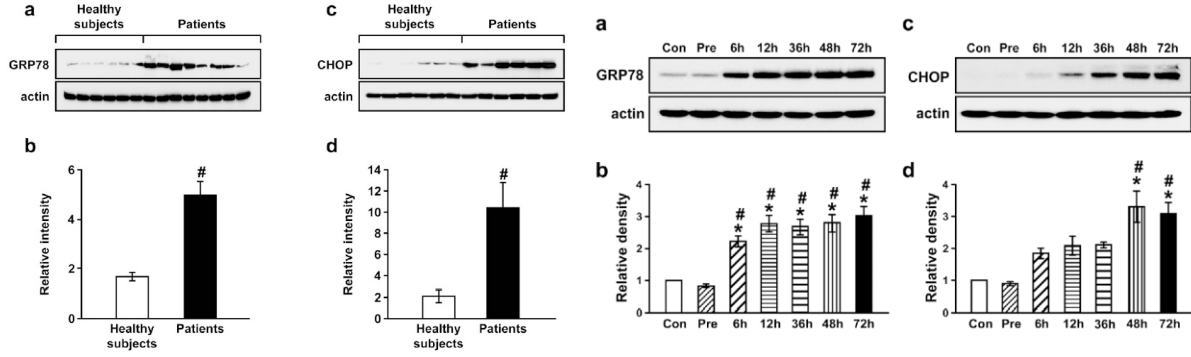 a
Healthy subjects
Patients
GRP78
actin
c
Healthy subjects
Patients
CHOP
actin
b
Relative intensity
6
4
2
0
#
Healthy subjects
Patients
d
Relative intensity
14
12
10
8
6
4
2
0
#
Healthy subjects
Patients
a
Con Pre 6h 12h 36h 48h 72h
GRP78
actin
c
Con Pre 6h 12h 36h 48h 72h
CHOP
actin
b
Relative density
4
3
2
1
0
# # # # #
* * * * *
Con Pre 6h 12h 36h 48h 72h
d
Relative density
4
3
2
1
0
# #
* *
Con Pre 6h 12h 36h 48h 72h